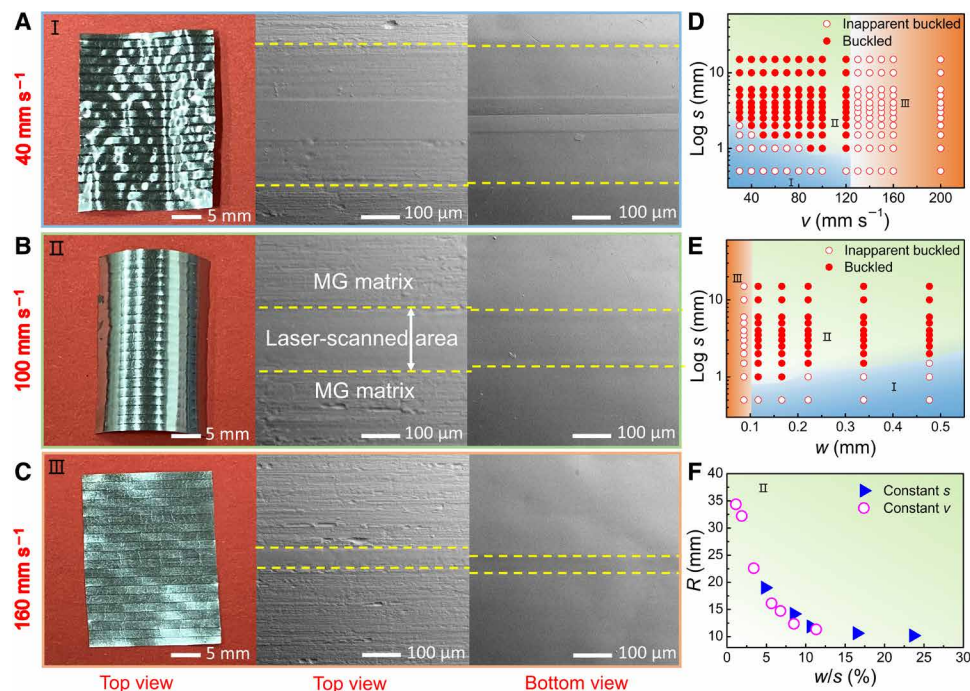 A
I
40 mm s⁻¹
5 mm
100 μm
100 μm
B
II
100 mm s⁻¹
MG matrix
Laser-scanned area
MG matrix
5 mm
100 μm
100 μm
C
III
160 mm s⁻¹
5 mm
100 μm
100 μm
Top view
Top view
Bottom view
D
Inapparent buckled
Buckled
Log s (mm)
10
1
I
II
III
40 80 120 160 200
v (mm s⁻¹)
E
Inapparent buckled
Buckled
Log s (mm)
10
1
III
II
I
0.1 0.2 0.3 0.4 0.5
w (mm)
F
II
Constant s
Constant v
R (mm)
40
35
30
25
20
15
10
0 5 10 15 20 25 30
w/s (%)